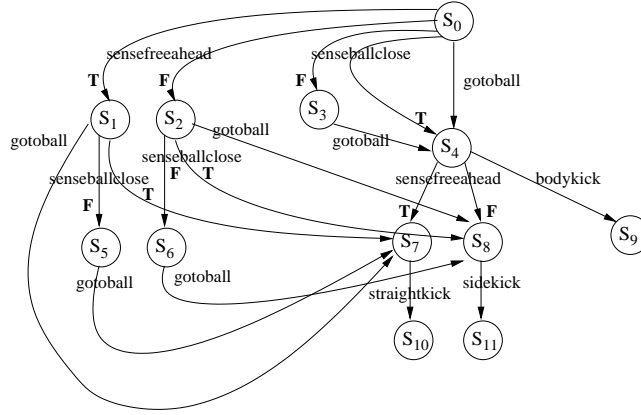 S0
sensefreeahead
senseballclose
gotoball
T
F
F
T
S1
S2
S3
S4
gotoball
gotoball
gotoball
senseballclose
senseballclose
sensefreeahead
bodykick
F
T
F
T
T
F
S5
S6
S7
S8
S9
gotoball
gotoball
straightkick
sidekick
S10
S11